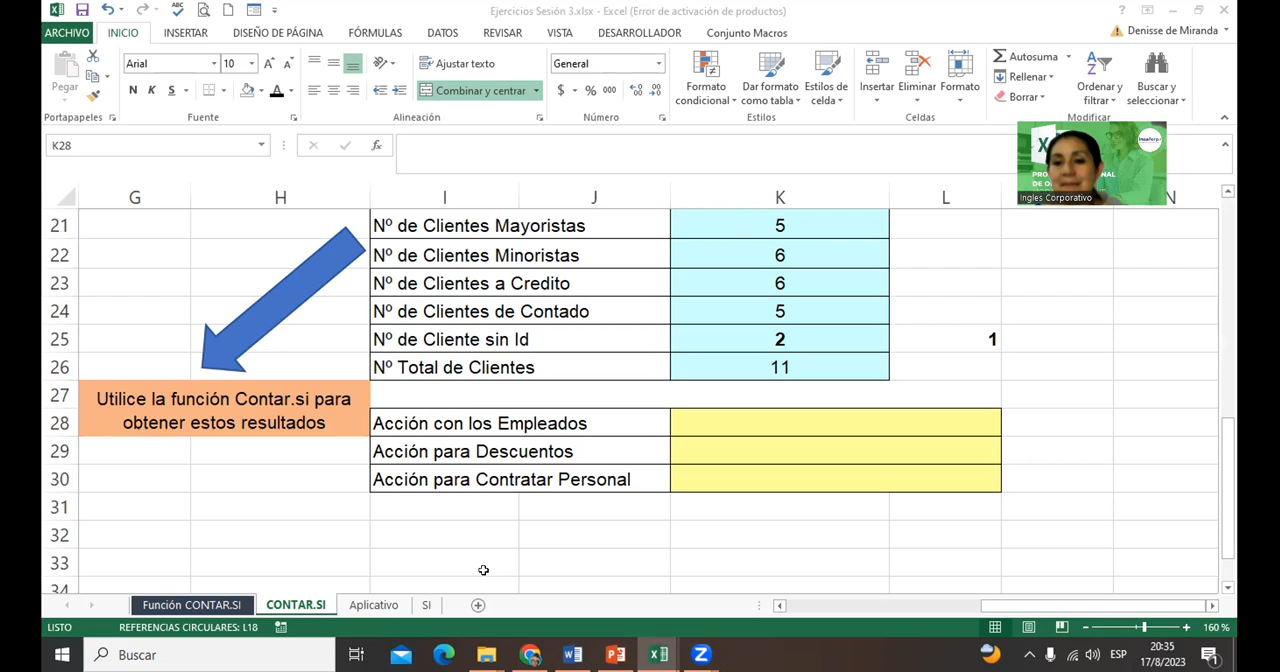 Ejercicios Sesión 3.xlsx - Excel (Error de activación de productos)
ARCHIVO INICIO INSERTAR DISEÑO DE PÁGINA FÓRMULAS DATOS REVISAR VISTA DESARROLLADOR Conjunto Macros Denisse de Miranda
Pegar
Portapapeles
Arial 10
N K S
Fuente
Ajustar texto
Combinar y centrar
Alineación
General
$ % 000
Número
Formato condicional
Dar formato como tabla
Estilos de celda
Estilos
Insertar Eliminar Formato
Celdas
Autosuma
Rellenar
Borrar
Ordenar y filtrar
Buscar y seleccionar
Modificar
K28
fx
Ingles Corporativo
G H I J K L N
21 Nº de Clientes Mayoristas 5
22 Nº de Clientes Minoristas 6
23 Nº de Clientes a Credito 6
24 Nº de Clientes de Contado 5
25 Nº de Cliente sin Id 2 1
26 Nº Total de Clientes 11
27
Utilice la función Contar.si para
obtener estos resultados
28 Acción con los Empleados
29 Acción para Descuentos
30 Acción para Contratar Personal
31
32
33
34
Función CONTAR.SI CONTAR.SI Aplicativo SI
LISTO REFERENCIAS CIRCULARES: L18 160 %
Buscar
ESP
20:35
17/8/2023